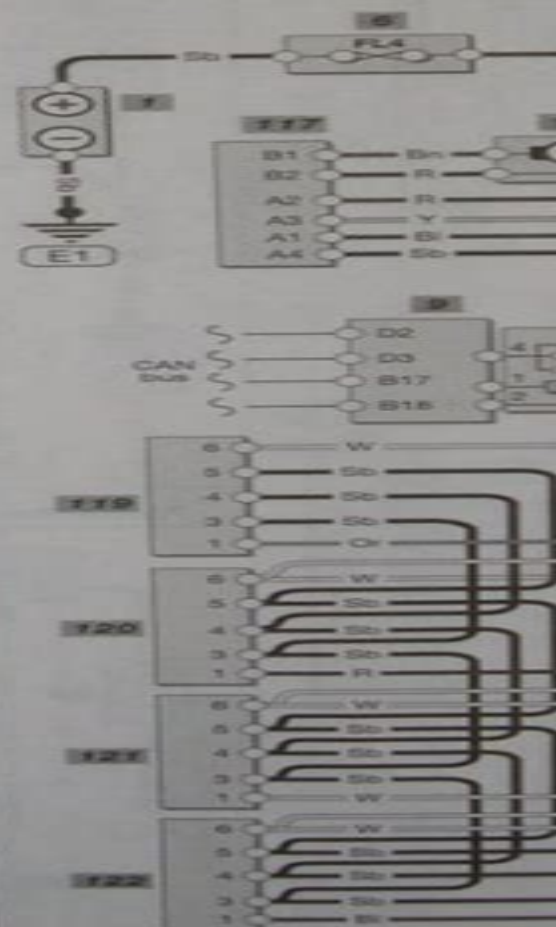 6
FL4
Sb
1
117
B1 Bn
B2 R
A2 R
A3 Y
A1 Bl
A4 Sb
E1
9
D2
D3 4
CAN B17 1
bus B18 2
6 W
5 Sb
119 4 Sb
3 Sb
1 Or
6 W
5 Sb
120 4 Sb
3 Sb
1 R
6 W
5 Sb
121 4 Sb
3 Sb
1 W
6 W
5 Sb
122 4 Sb
3 Sb
1 Bl